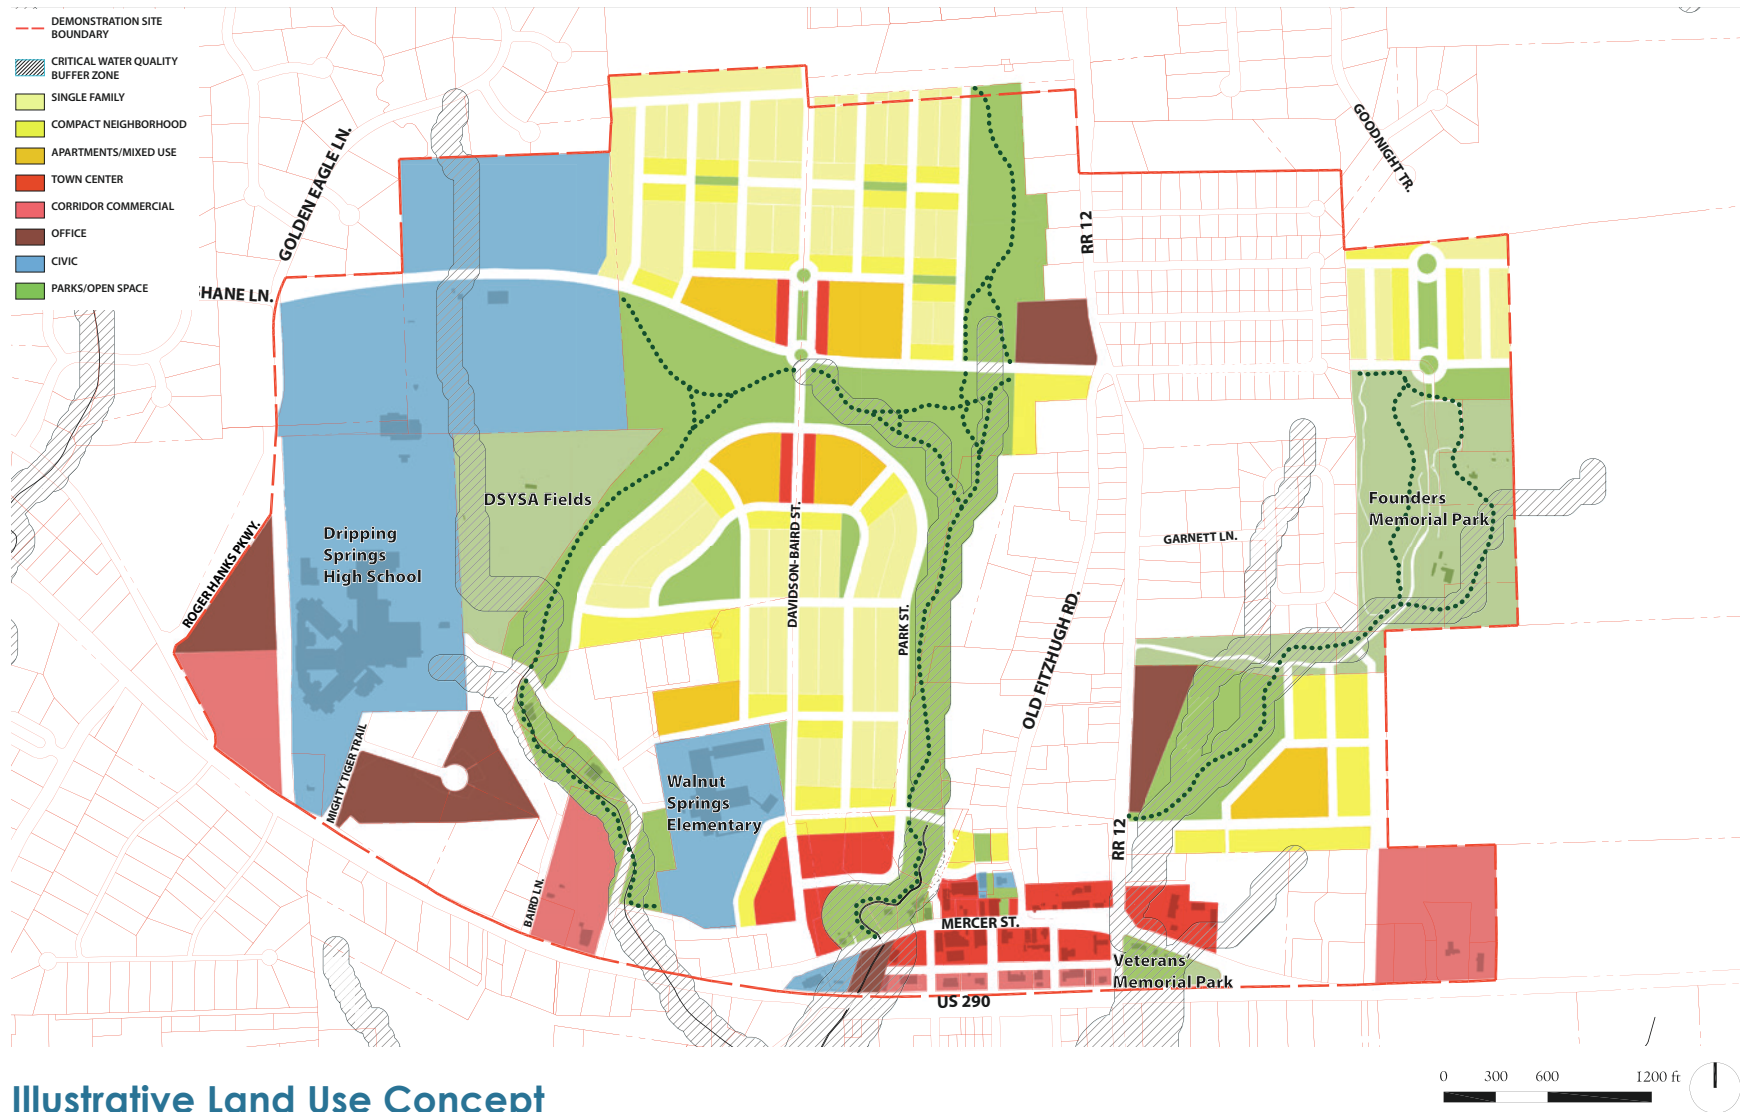 DEMONSTRATION SITE
BOUNDARY
CRITICAL WATER QUALITY
BUFFER ZONE
SINGLE FAMILY
COMPACT NEIGHBORHOOD
APARTMENTS/MIXED USE
TOWN CENTER
CORRIDOR COMMERCIAL
OFFICE
CIVIC
PARKS/OPEN SPACE
GOLDEN EAGLE LN.
HANE LN.
GOODNIGHT TR.
RR 12
DSYSA Fields
Dripping
Springs
High School
ROGER HANKS PKWY.
DAVIDSON-BAIRD ST.
PARK ST.
OLD FITZHUGH RD.
GARNETT LN.
Founders
Memorial Park
MIGHTY TIGER TRAIL
Walnut
Springs
Elementary
BAIRD LN.
RR 12
MERCER ST.
Veterans'
Memorial Park
US 290
0 300 600 1200 ft
Illustrative Land Use Concept